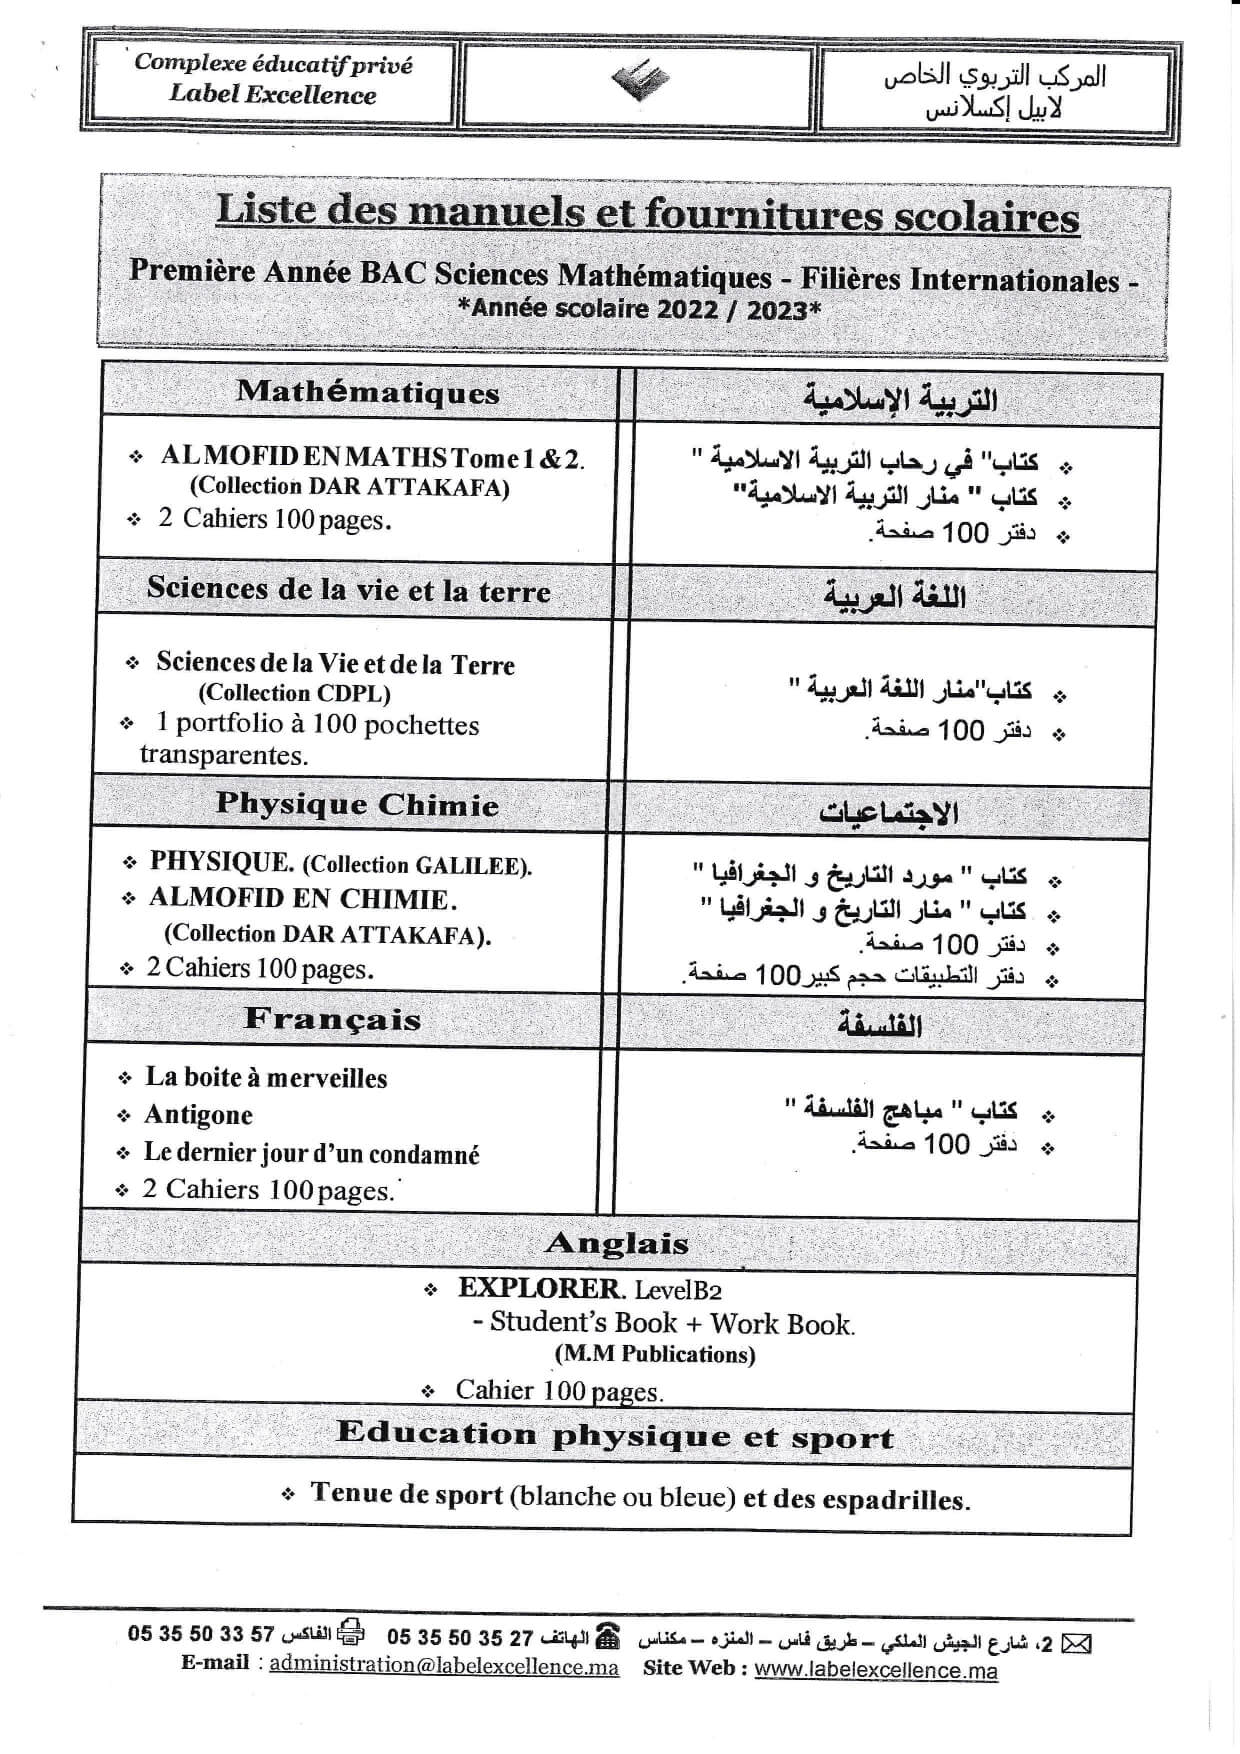 Complexe éducatif privé
Label Excellence
المركب التربوي الخاص
لابيل إكسلانس
Liste des manuels et fournitures scolaires
Première Année BAC Sciences Mathématiques - Filières Internationales -
*Année scolaire 2022 / 2023*
Mathématiques
❖ ALMOFID EN MATHS Tome 1 & 2.
(Collection DAR ATTAKAFA)
❖ 2 Cahiers 100 pages.
التربية الإسلامية
❖ كتاب" في رحاب التربية الاسلامية "
❖ كتاب " منار التربية الاسلامية"
❖ دفتر 100 صفحة.
Sciences de la vie et la terre
❖ Sciences de la Vie et de la Terre
(Collection CDPL)
❖ 1 portfolio à 100 pochettes
transparentes.
اللغة العربية
❖ كتاب"منار اللغة العربية "
❖ دفتر 100 صفحة.
Physique Chimie
❖ PHYSIQUE. (Collection GALILEE).
❖ ALMOFID EN CHIMIE.
(Collection DAR ATTAKAFA).
❖ 2 Cahiers 100 pages.
الاجتماعيات
❖ كتاب " مورد التاريخ و الجغرافيا "
❖ كتاب " منار التاريخ و الجغرافيا "
❖ دفتر 100 صفحة.
❖ دفتر التطبيقات حجم كبير100 صفحة.
Français
❖ La boite à merveilles
❖ Antigone
❖ Le dernier jour d'un condamné
❖ 2 Cahiers 100 pages.
الفلسفة
❖ كتاب " مباهج الفلسفة "
❖ دفتر 100 صفحة.
Anglais
❖ EXPLORER. Level B2
- Student's Book + Work Book.
(M.M Publications)
❖ Cahier 100 pages.
Education physique et sport
❖ Tenue de sport (blanche ou bleue) et des espadrilles.
2، شارع الجيش الملكي – طريق فاس – المنزه – مكناس الهاتف 05 35 50 35 27 الفاكس 05 35 50 33 57
E-mail : administration@labelexcellence.ma Site Web : www.labelexcellence.ma